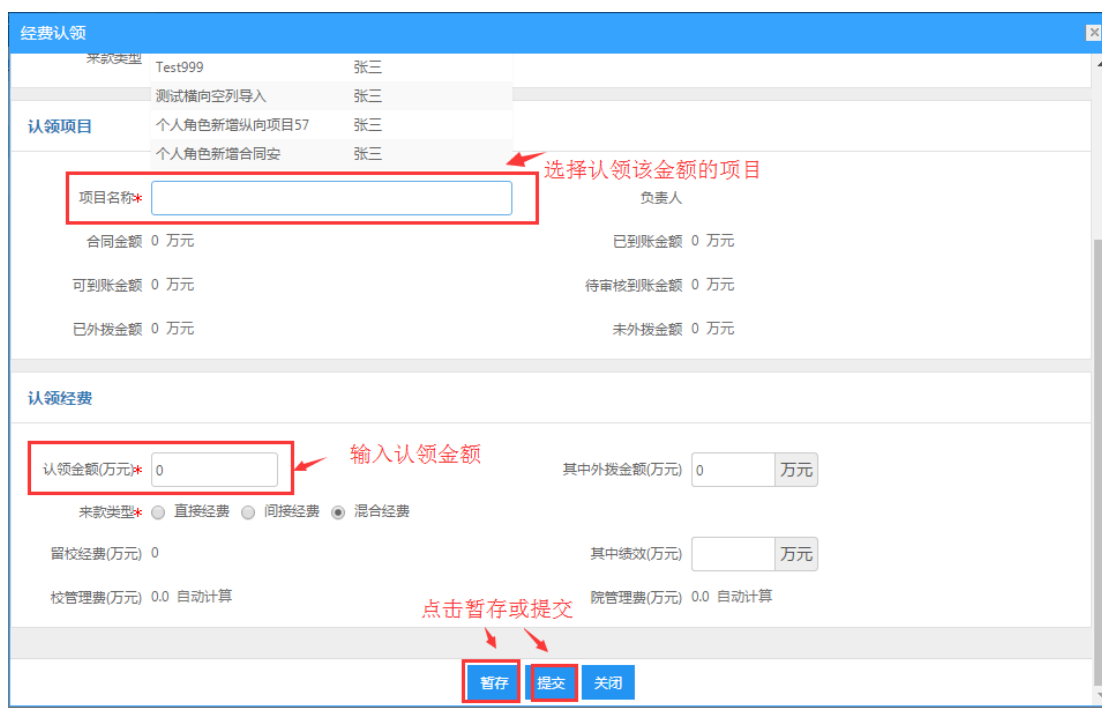 经费认领
来款类型
Test999 张三
测试横向空列导入 张三
认领项目 个人角色新增纵向项目57 张三
个人角色新增合同安 张三
选择认领该金额的项目
项目名称* 负责人
合同金额 0 万元 已到账金额 0 万元
可到账金额 0 万元 待审核到账金额 0 万元
已外拨金额 0 万元 未外拨金额 0 万元
认领经费
输入认领金额
认领金额(万元)* 0 其中外拨金额(万元) 0 万元
来款类型* 直接经费 间接经费 混合经费
留校经费(万元) 0 其中绩效(万元) 万元
校管理费(万元) 0.0 自动计算 院管理费(万元) 0.0 自动计算
点击暂存或提交
暂存 提交 关闭